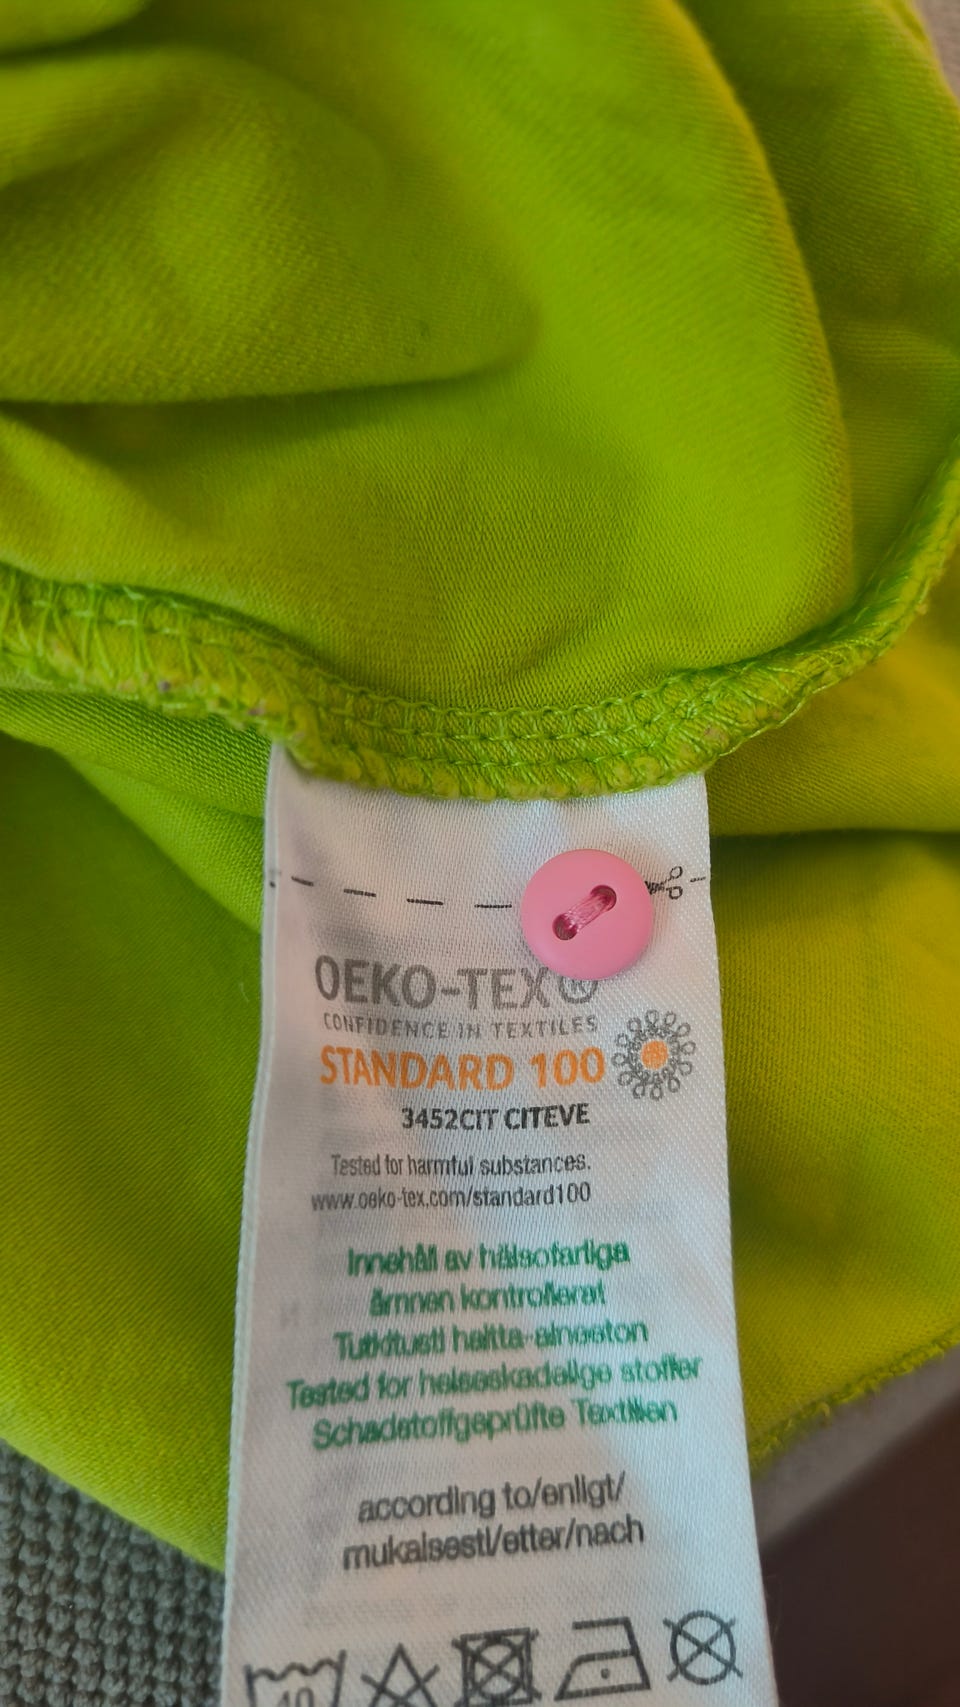 OEKO-TEX®
CONFIDENCE IN TEXTILES
STANDARD 100
3452CIT CITEVE
Tested for harmful substances.
www.oeko-tex.com/standard100
Innehåll av hälsofarliga
ämnen kontrollerat
Tutkitusti haitta-aineeton
Tested for helseskadelige stoffer
Schadstoffgeprüfte Textilien
according to/enligt/
mukaisesti/etter/nach
40